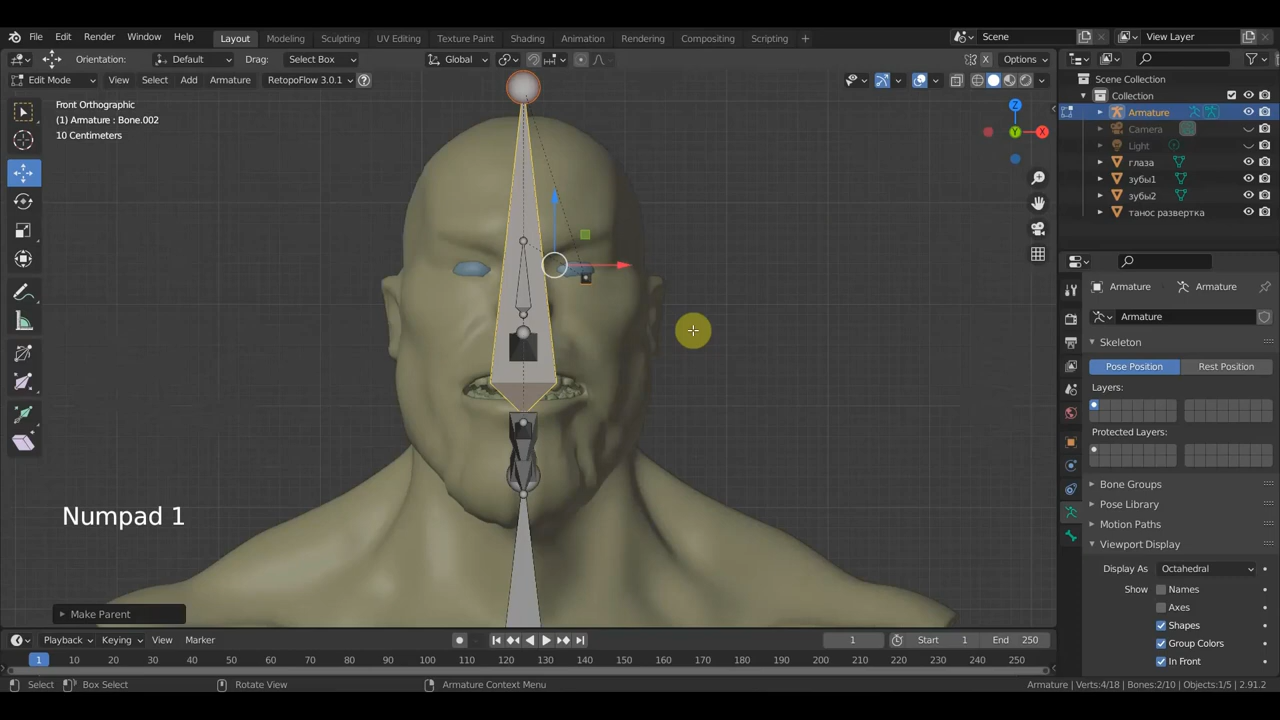 File Edit Render Window Help Layout Modeling Sculpting UV Editing Texture Paint Shading Animation Rendering Compositing Scripting + Scene View Layer
Orientation: Default Drag: Select Box Global X Options
Edit Mode View Select Add Armature RetopoFlow 3.0.1
Scene Collection
Collection
Armature
Camera
Light
глаза
зубы1
зубы2
танос развертка
Front Orthographic
(1) Armature : Bone.002
10 Centimeters
Z
Y
X
Armature Armature
Armature
Skeleton
Pose Position Rest Position
Layers:
Protected Layers:
Bone Groups
Pose Library
Motion Paths
Viewport Display
Display As Octahedral
Show Names
Axes
Shapes
Group Colors
In Front
Numpad 1
Make Parent
Playback Keying View Marker 1 Start 1 End 250
1 10 20 30 40 50 60 70 80 90 100 110 120 130 140 150 160 170 180 190 200 210 220 230 240 250
Select Box Select Rotate View Armature Context Menu Armature | Verts:4/18 | Bones:2/10 | Objects:1/5 | 2.91.2